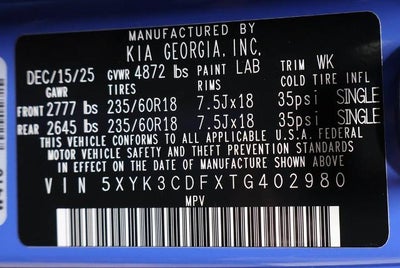 MANUFACTURED BY
KIA GEORGIA, INC.
DEC/15/25 GVWR 4872 lbs PAINT LAB TRIM WK
GAWR TIRES RIMS COLD TIRE INFL
FRONT 2777 lbs 235/60R18 7.5Jx18 35psi SINGLE
REAR 2645 lbs 235/60R18 7.5Jx18 35psi SINGLE
THIS VEHICLE CONFORMS TO ALL APPLICABLE U.S.A. FEDERAL
MOTOR VEHICLE SAFETY AND THEFT PREVENTION STANDARDS
IN EFFECT ON THE DATE OF MANUFACTURE SHOWN ABOVE
VIN 5XYK3CDFXTG402980
MPV